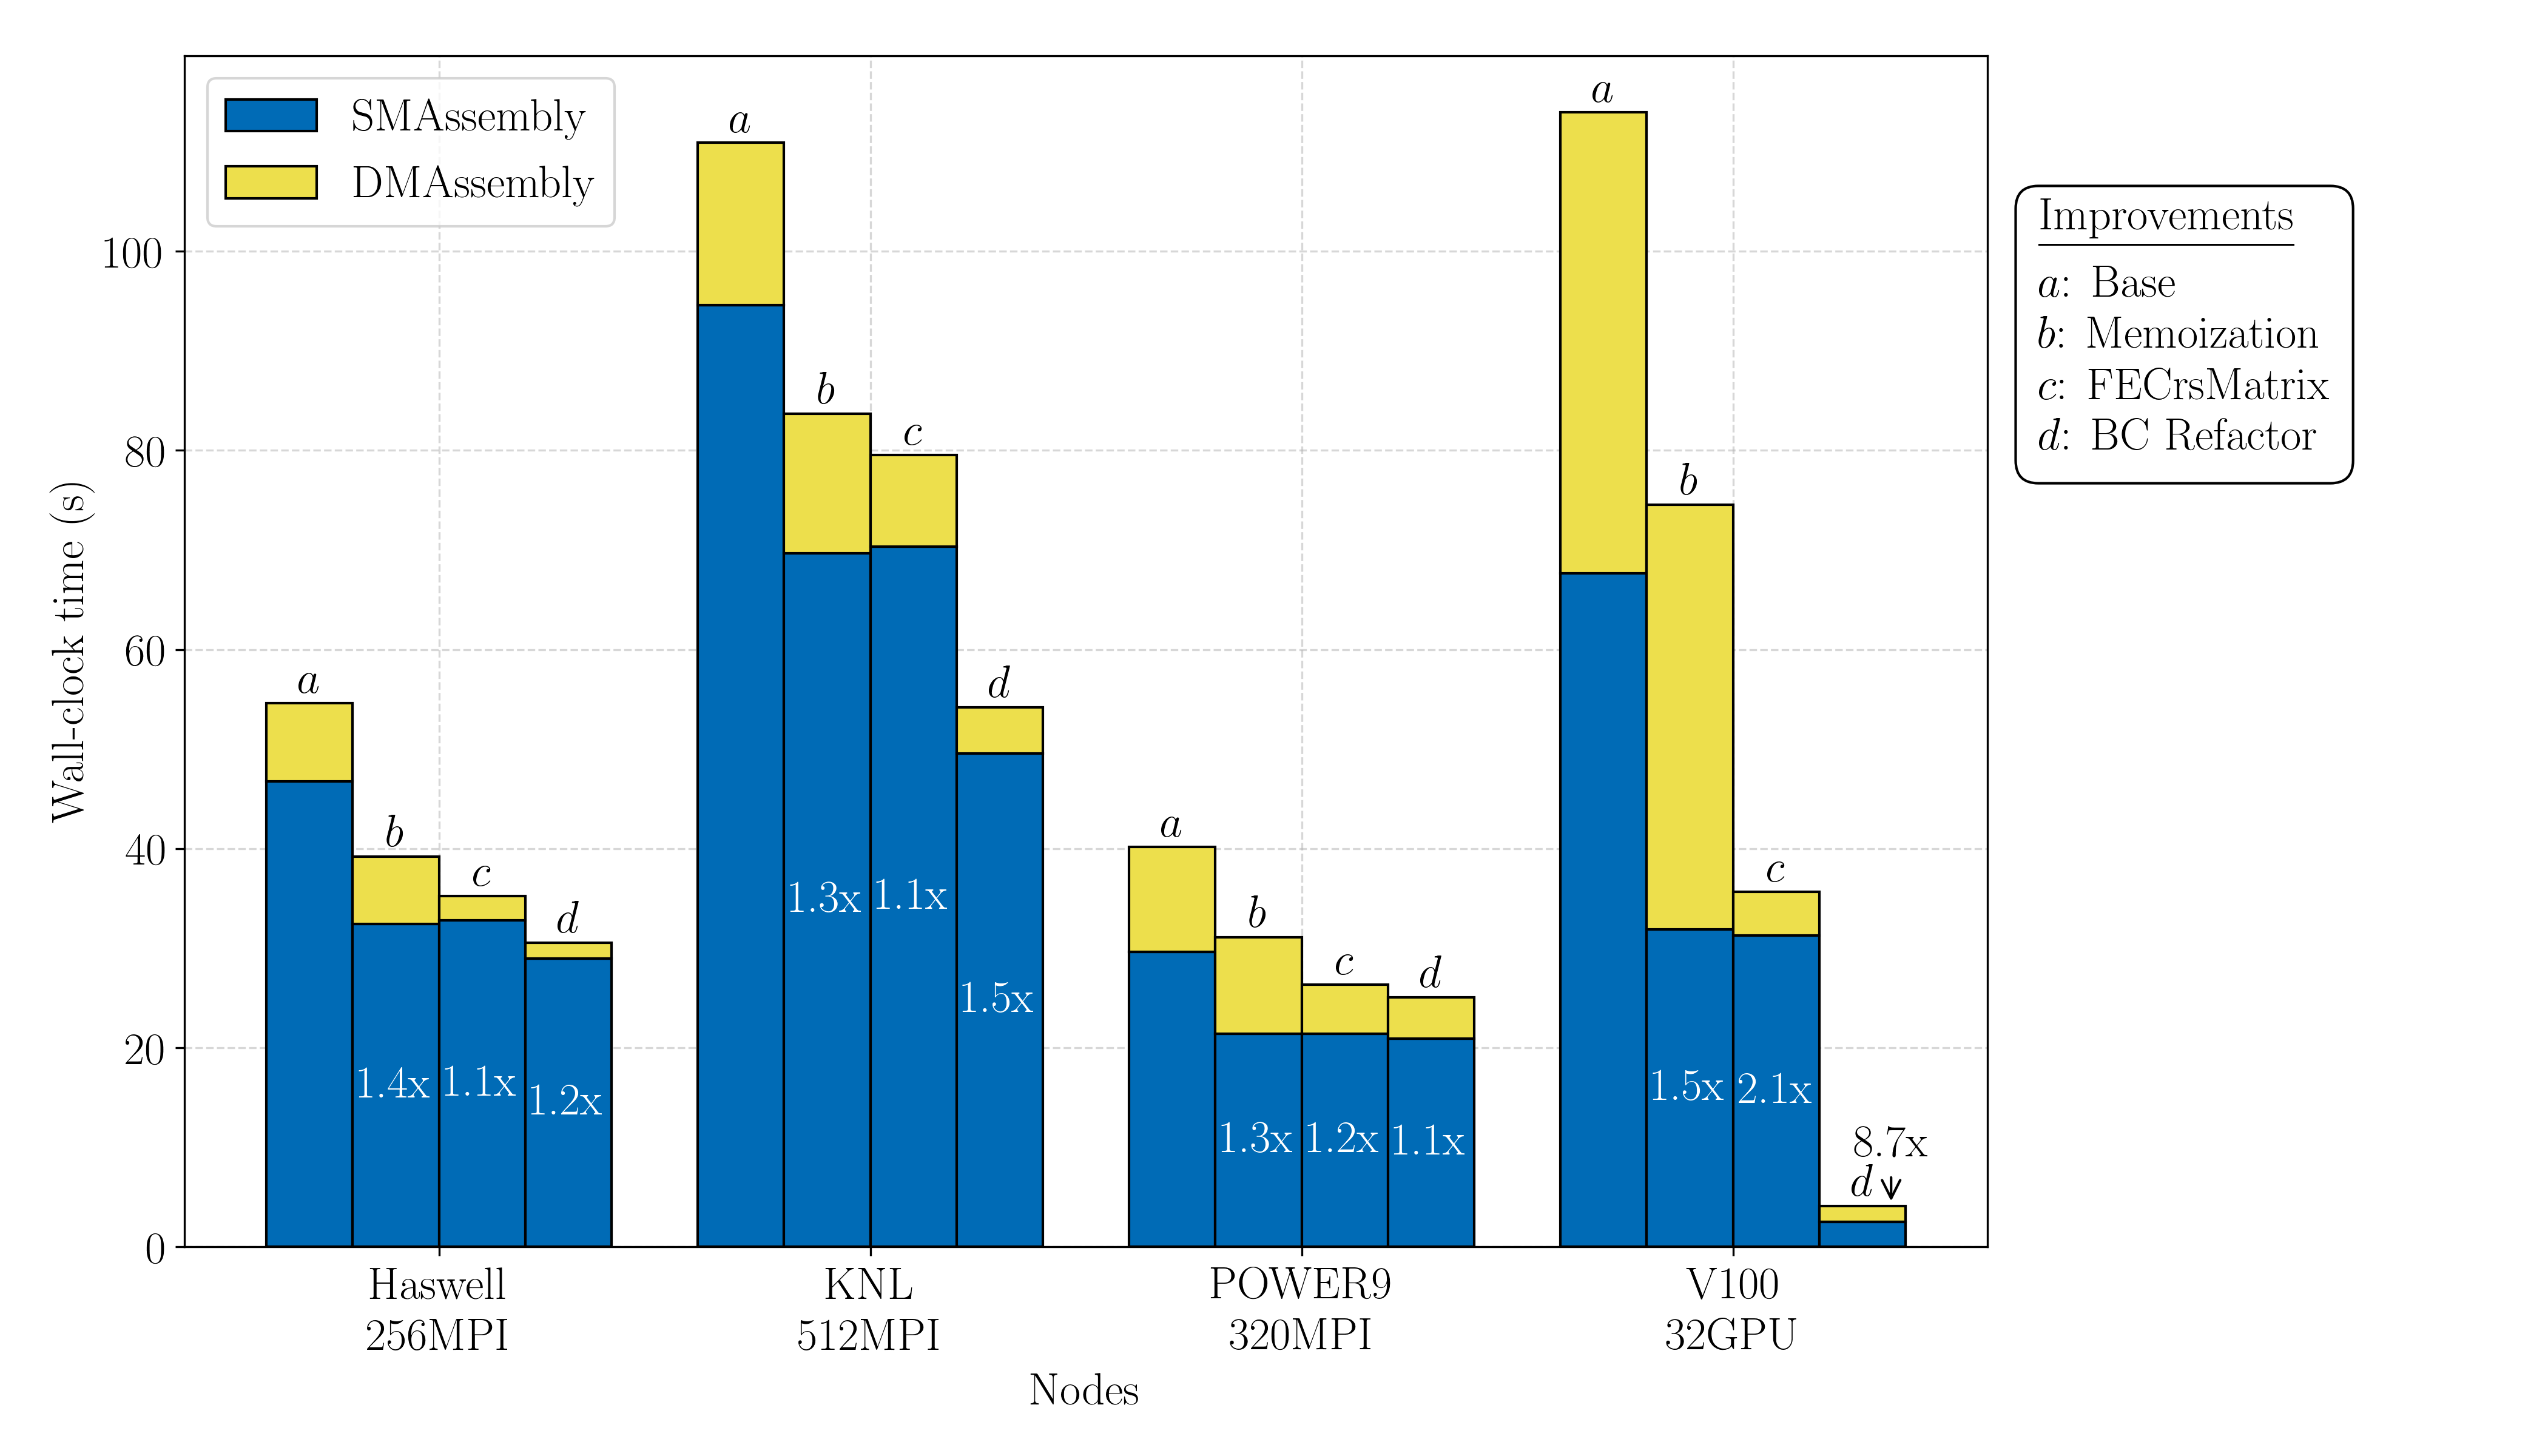 SMAssembly
DMAssembly
Wall-clock time (s)
100
80
60
40
20
0
a
b
c
d
1.4x
1.1x
1.2x
a
b
c
d
1.3x
1.1x
1.5x
a
b
c
d
1.3x
1.2x
1.1x
a
b
c
d
1.5x
2.1x
8.7x
Haswell
256MPI
KNL
512MPI
POWER9
320MPI
V100
32GPU
Nodes
Improvements
a: Base
b: Memoization
c: FECrsMatrix
d: BC Refactor